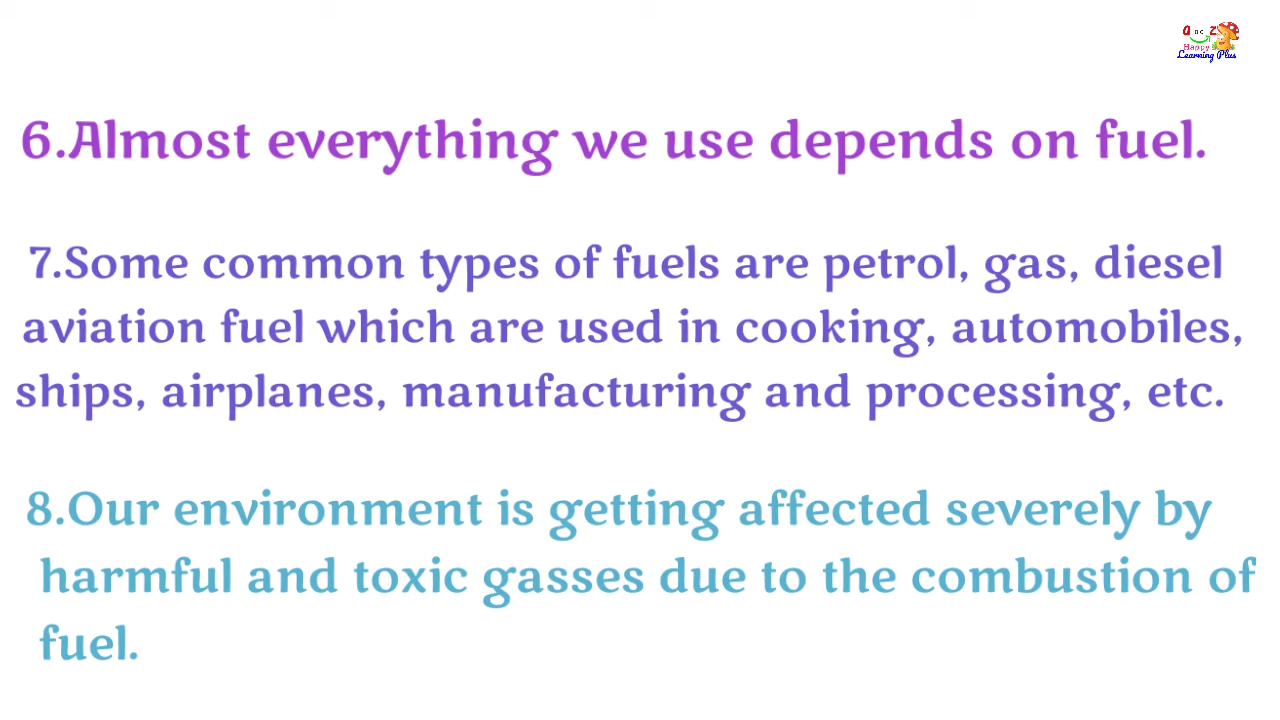 a nc z
Happy
Learning Plus
6.Almost everything we use depends on fuel.
7.Some common types of fuels are petrol, gas, diesel
aviation fuel which are used in cooking, automobiles,
ships, airplanes, manufacturing and processing, etc.
8.Our environment is getting affected severely by
harmful and toxic gasses due to the combustion of
fuel.